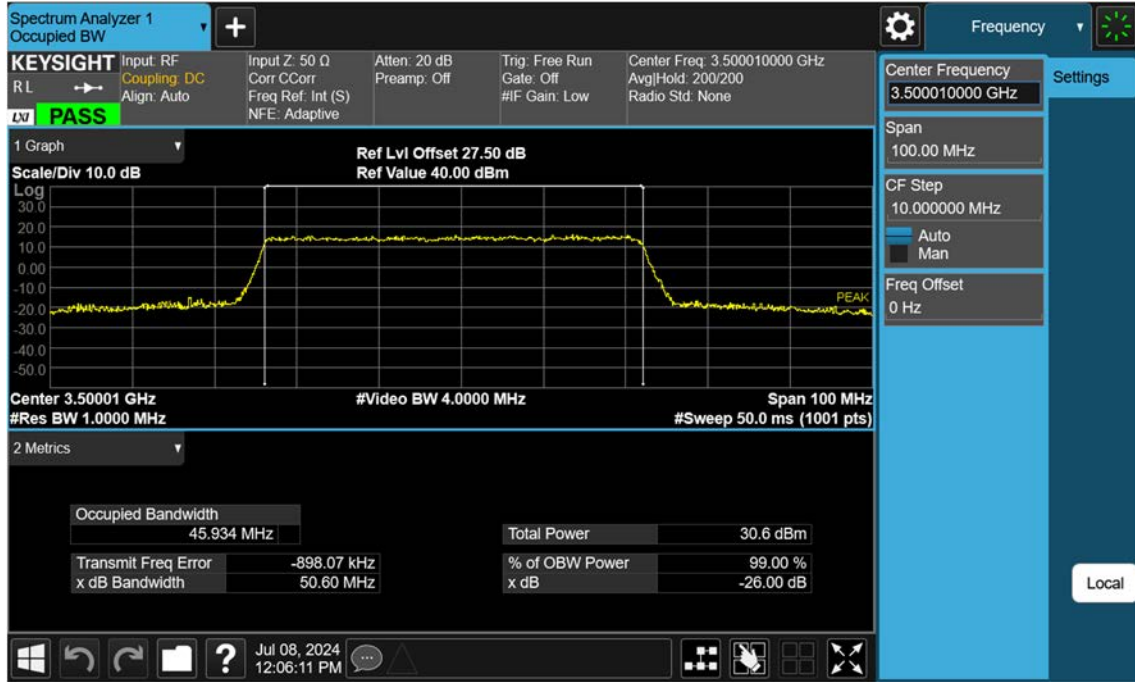 Spectrum Analyzer 1
Occupied BW
+
Frequency
KEYSIGHT
RL
LXI PASS
Input: RF
Coupling: DC
Align: Auto
Input Z: 50 Ω
Corr CCorr
Freq Ref: Int (S)
NFE: Adaptive
Atten: 20 dB
Preamp: Off
Trig: Free Run
Gate: Off
#IF Gain: Low
Center Freq: 3.500010000 GHz
Avg|Hold: 200/200
Radio Std: None
Center Frequency
3.500010000 GHz
Settings
Span
100.00 MHz
CF Step
10.000000 MHz
Auto
Man
Freq Offset
0 Hz
Local
1 Graph
Scale/Div 10.0 dB
Ref Lvl Offset 27.50 dB
Ref Value 40.00 dBm
Log
30.0
20.0
10.0
0.00
-10.0
-20.0
-30.0
-40.0
-50.0
PEAK
Center 3.50001 GHz
#Video BW 4.0000 MHz
Span 100 MHz
#Res BW 1.0000 MHz
#Sweep 50.0 ms (1001 pts)
2 Metrics
Occupied Bandwidth
45.934 MHz
Total Power 30.6 dBm
Transmit Freq Error -898.07 kHz
% of OBW Power 99.00 %
x dB Bandwidth 50.60 MHz
x dB -26.00 dB
?
Jul 08, 2024
12:06:11 PM